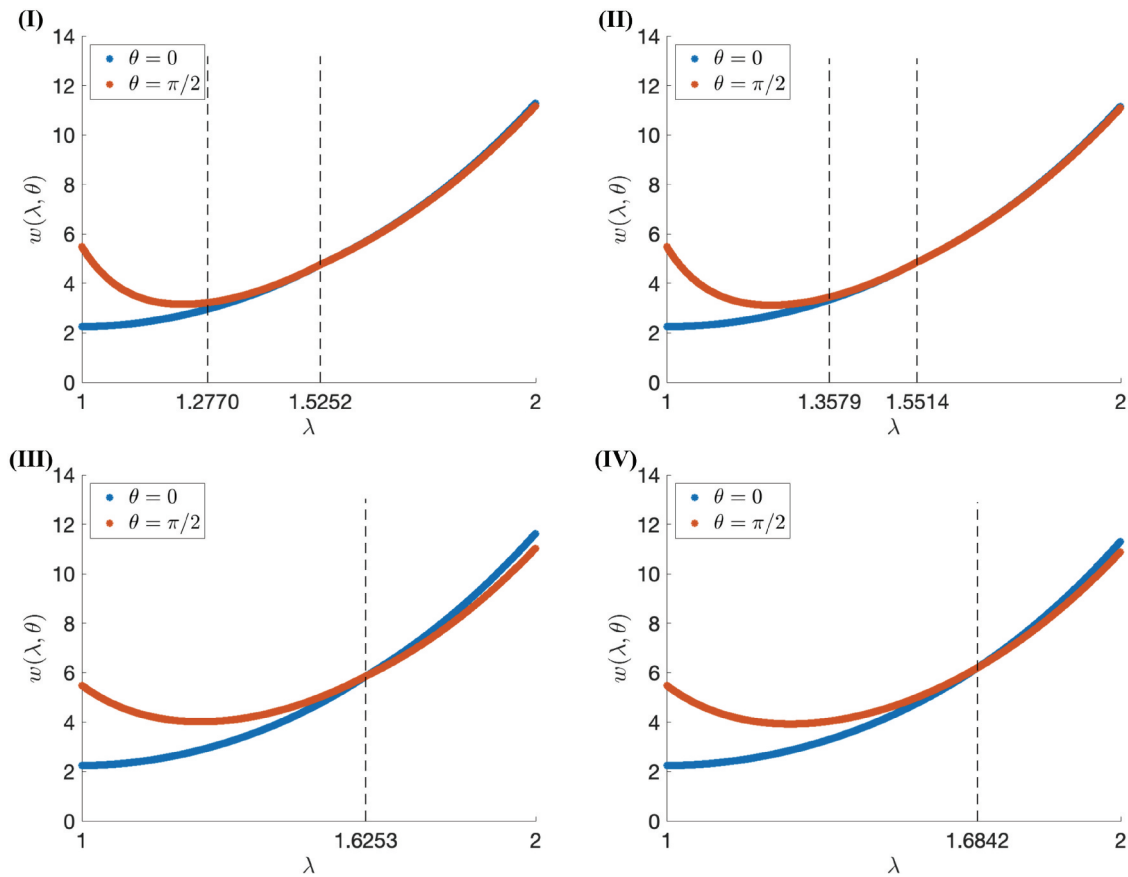 (I)
14
12
10
8
6
4
2
0
w(λ, θ)
θ = 0
θ = π/2
1
1.2770
1.5252
2
λ
(II)
14
12
10
8
6
4
2
0
w(λ, θ)
θ = 0
θ = π/2
1
1.3579
1.5514
2
λ
(III)
14
12
10
8
6
4
2
0
w(λ, θ)
θ = 0
θ = π/2
1
1.6253
2
λ
(IV)
14
12
10
8
6
4
2
0
w(λ, θ)
θ = 0
θ = π/2
1
1.6842
2
λ